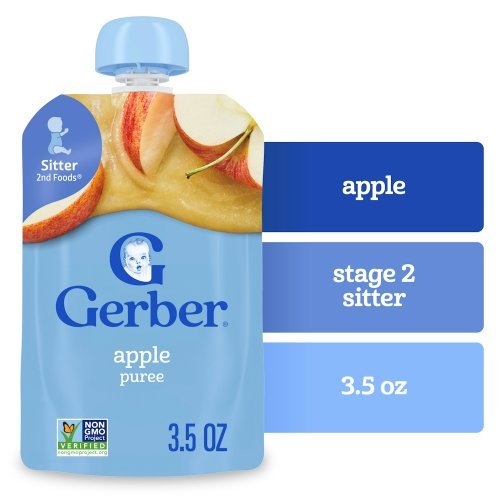 Sitter
2nd Foods®
G
Gerber®
apple
puree
NON
GMO
Project
VERIFIED
nongmoproject.org
3.5 OZ
apple
stage 2
sitter
3.5 oz